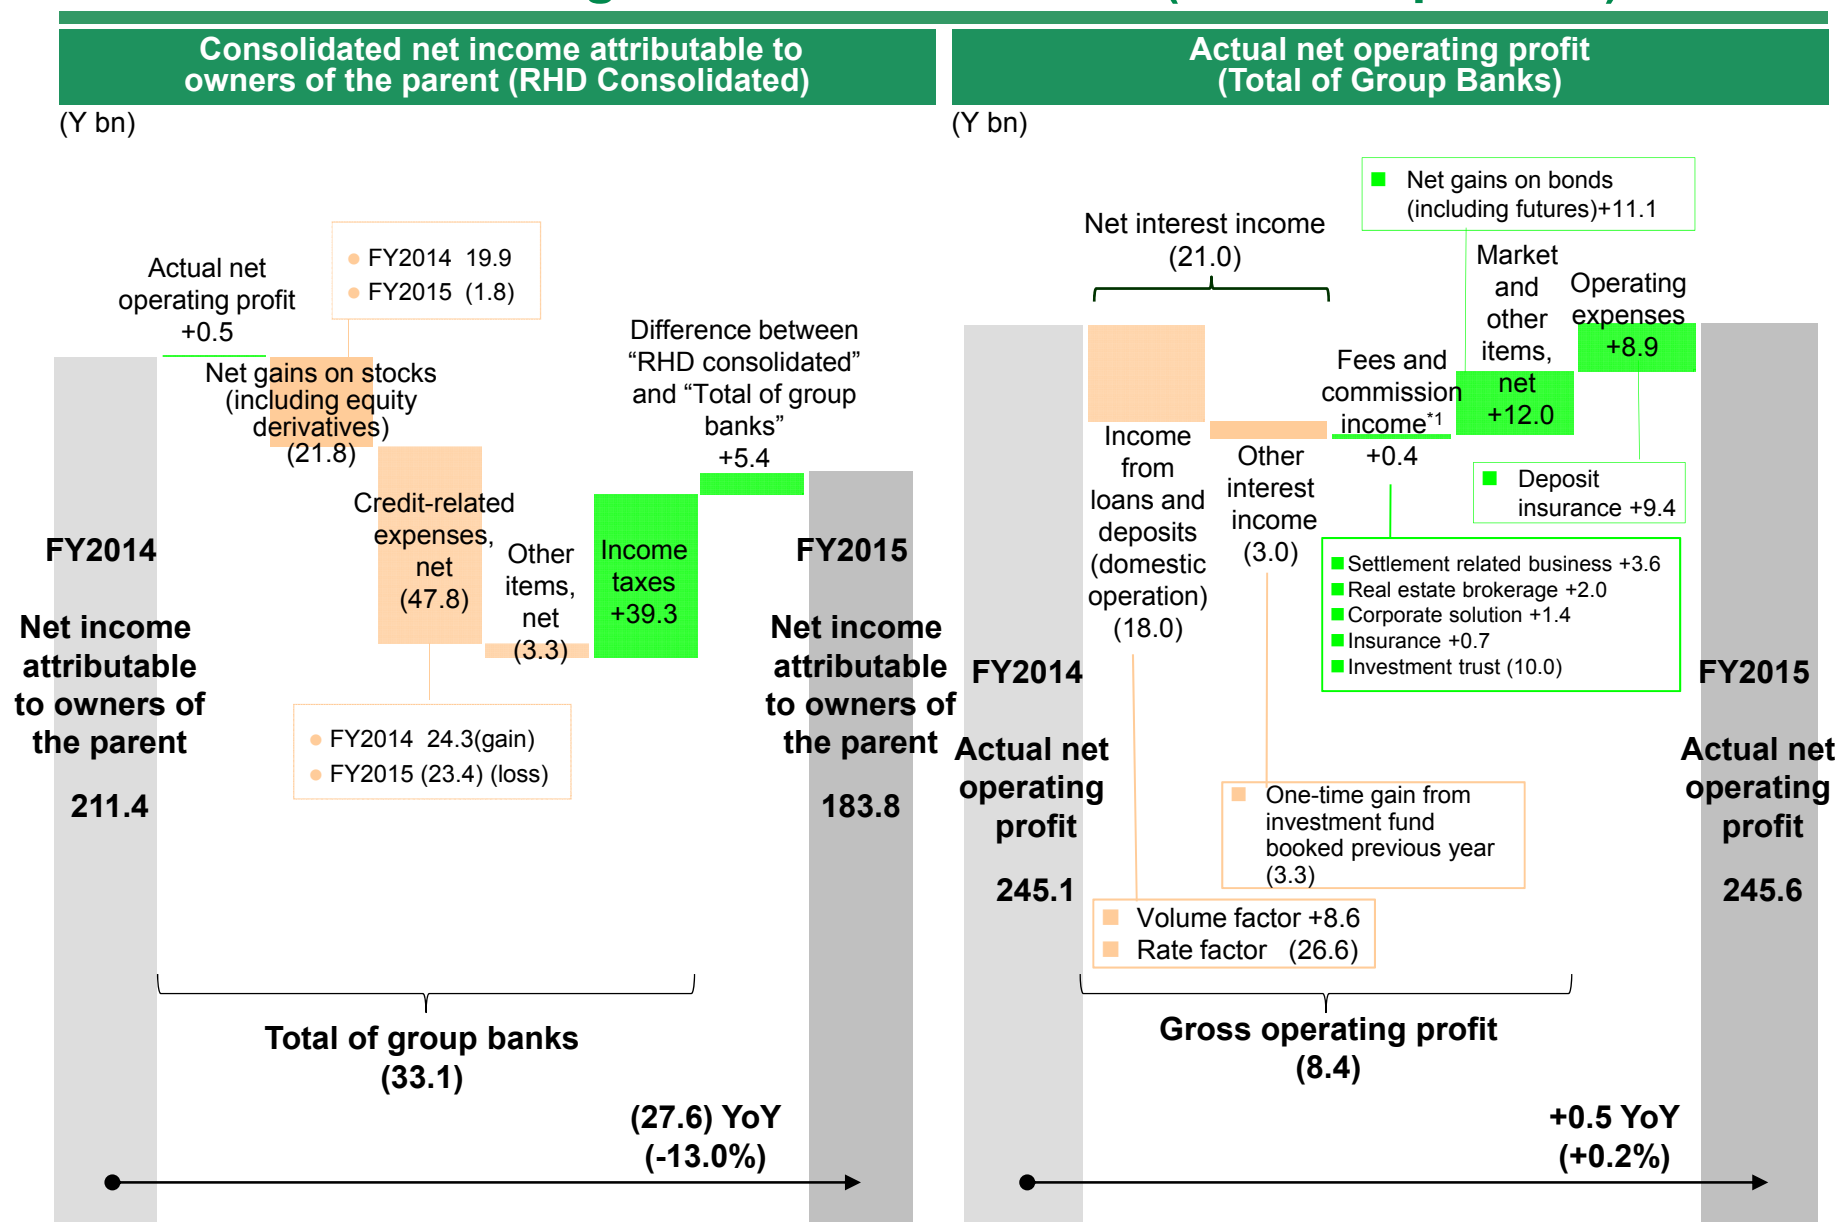 Consolidated net income attributable to
owners of the parent (RHD Consolidated)
(Y bn)
Actual net
operating profit
+0.5
● FY2014 19.9
● FY2015 (1.8)
Net gains on stocks
(including equity
derivatives)
(21.8)
Credit-related
expenses,
net
(47.8)
● FY2014 24.3(gain)
● FY2015 (23.4) (loss)
Other
items,
net
(3.3)
Income
taxes
+39.3
Difference between
“RHD consolidated”
and “Total of group
banks”
+5.4
FY2014
Net income
attributable
to owners of
the parent
211.4
FY2015
Net income
attributable
to owners of
the parent
183.8
Total of group banks
(33.1)
(27.6) YoY
(-13.0%)
Actual net operating profit
(Total of Group Banks)
(Y bn)
Net interest income
(21.0)
Income
from
loans and
deposits
(domestic
operation)
(18.0)
■ Volume factor +8.6
■ Rate factor (26.6)
Other
interest
income
(3.0)
■ One-time gain from
investment fund
booked previous year
(3.3)
Fees and
commission
income*1
+0.4
■ Settlement related business +3.6
■ Real estate brokerage +2.0
■ Corporate solution +1.4
■ Insurance +0.7
■ Investment trust (10.0)
■ Net gains on bonds
(including futures)+11.1
Market
and
other
items,
net
+12.0
Operating
expenses
+8.9
■ Deposit
insurance +9.4
FY2014
Actual net
operating
profit
245.1
FY2015
Actual net
operating
profit
245.6
Gross operating profit
(8.4)
+0.5 YoY
(+0.2%)